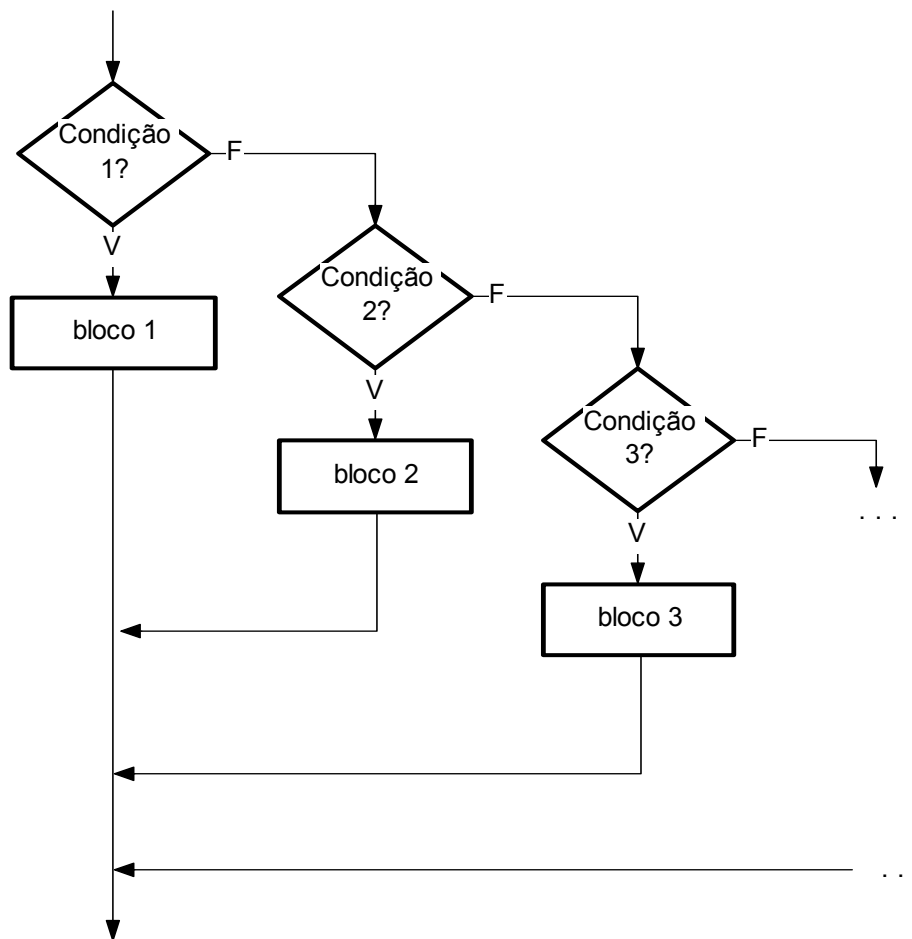 Condição
1?
F
V
bloco 1
Condição
2?
F
V
bloco 2
Condição
3?
F
V
bloco 3
. . .
. .